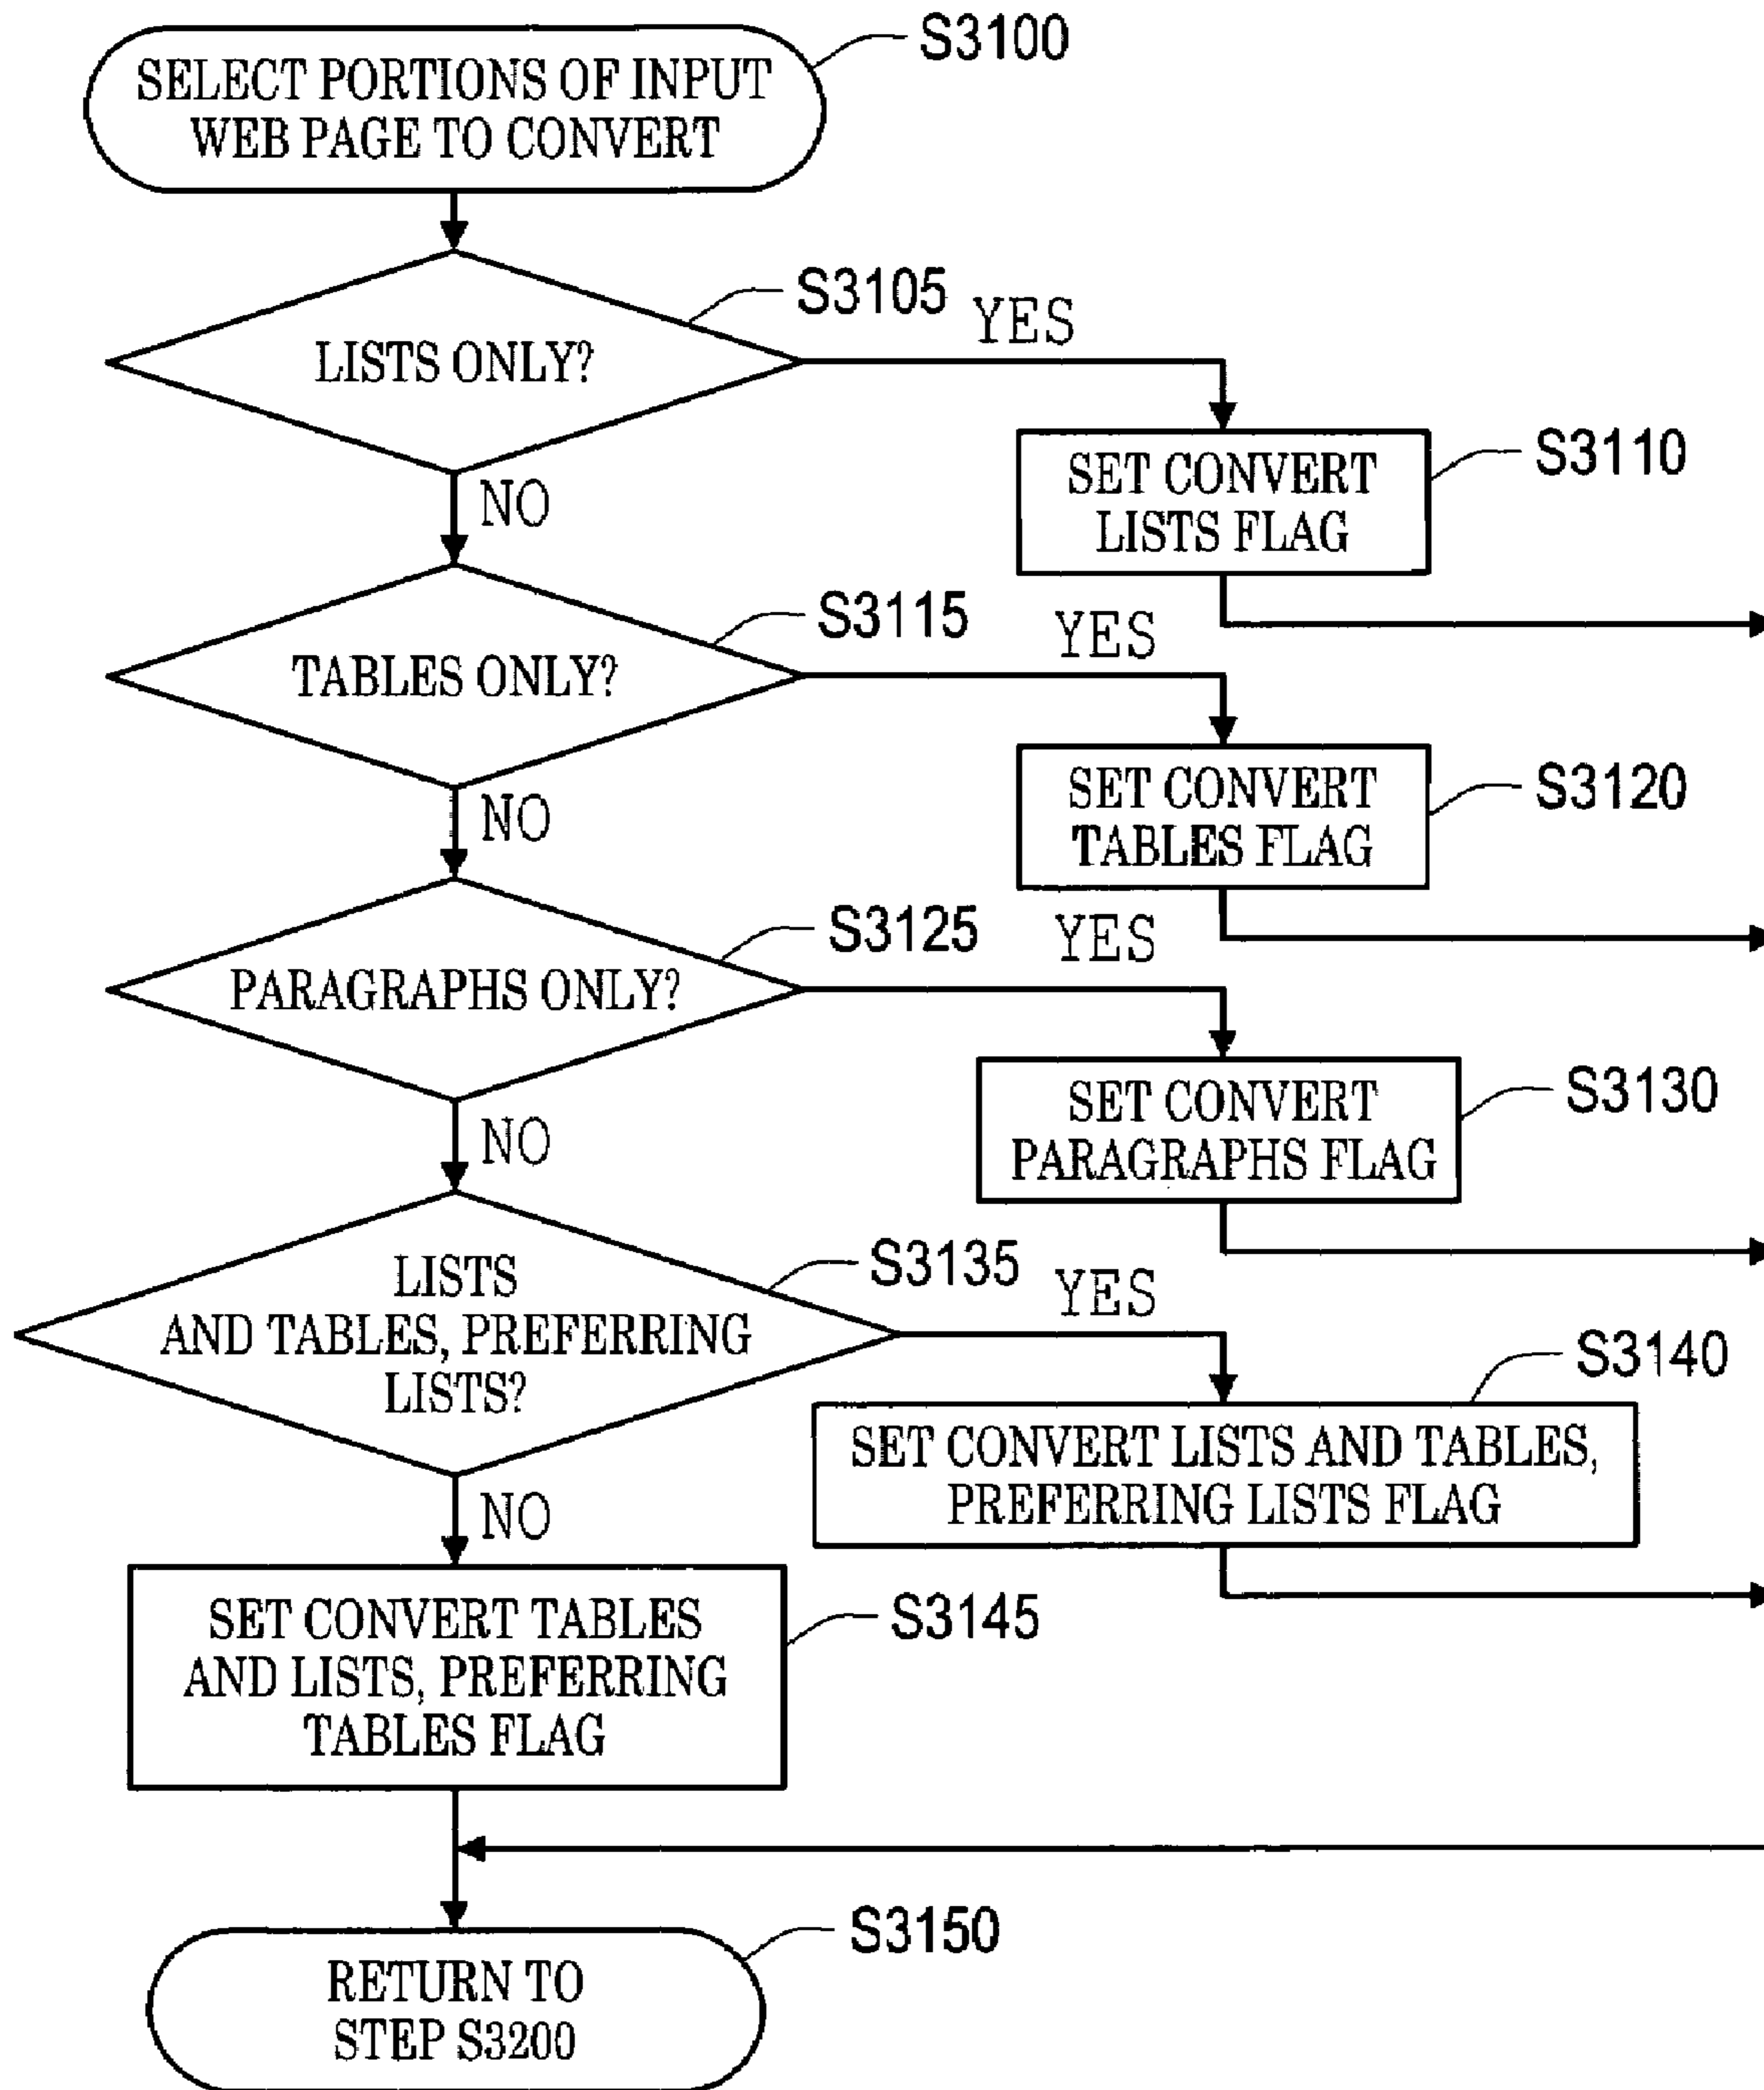 S3100
SELECT PORTIONS OF INPUT
WEB PAGE TO CONVERT
S3105
YES
LISTS ONLY?
S3110
SET CONVERT
LISTS FLAG
NO
S3115
YES
TABLES ONLY?
S3120
SET CONVERT
TABLES FLAG
NO
S3125
YES
PARAGRAPHS ONLY?
S3130
SET CONVERT
PARAGRAPHS FLAG
NO
S3135
YES
LISTS
AND TABLES, PREFERRING
LISTS?
S3140
SET CONVERT LISTS AND TABLES,
PREFERRING LISTS FLAG
NO
S3145
SET CONVERT TABLES
AND LISTS, PREFERRING
TABLES FLAG
S3150
RETURN TO
STEP S3200